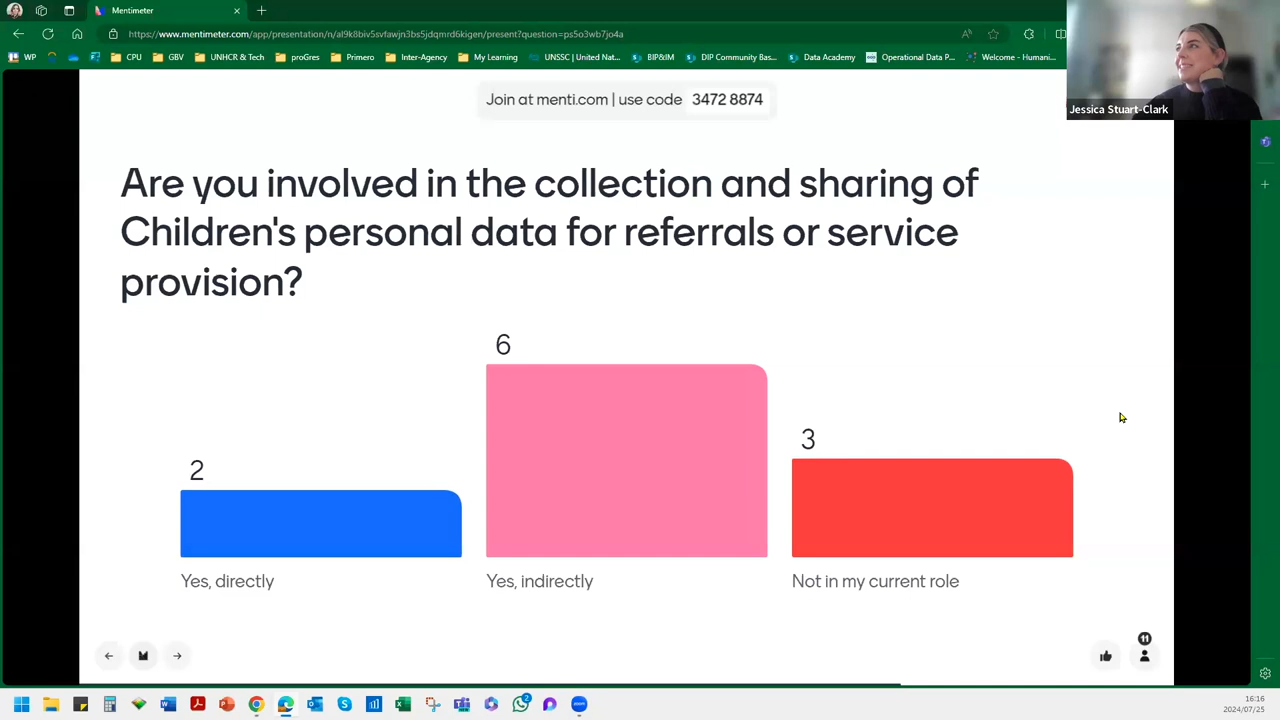 Mentimeter
https://www.mentimeter.com/app/presentation/n/al9k8biv5svfawjn3bs5jdqmrd6kigen/present?question=ps5o3wb7jo4a
WP
CPU
GBV
UNHCR & Tech
proGres
Primero
Inter-Agency
My Learning
UNSSC | United Nat...
BIP&IM
DIP Community Bas...
Data Academy
Operational Data P...
Welcome - Humani...
Jessica Stuart-Clark
Join at menti.com | use code 3472 8874
Are you involved in the collection and sharing of
Children's personal data for referrals or service
provision?
2
6
3
Yes, directly
Yes, indirectly
Not in my current role
11
2
16:16
2024/07/25